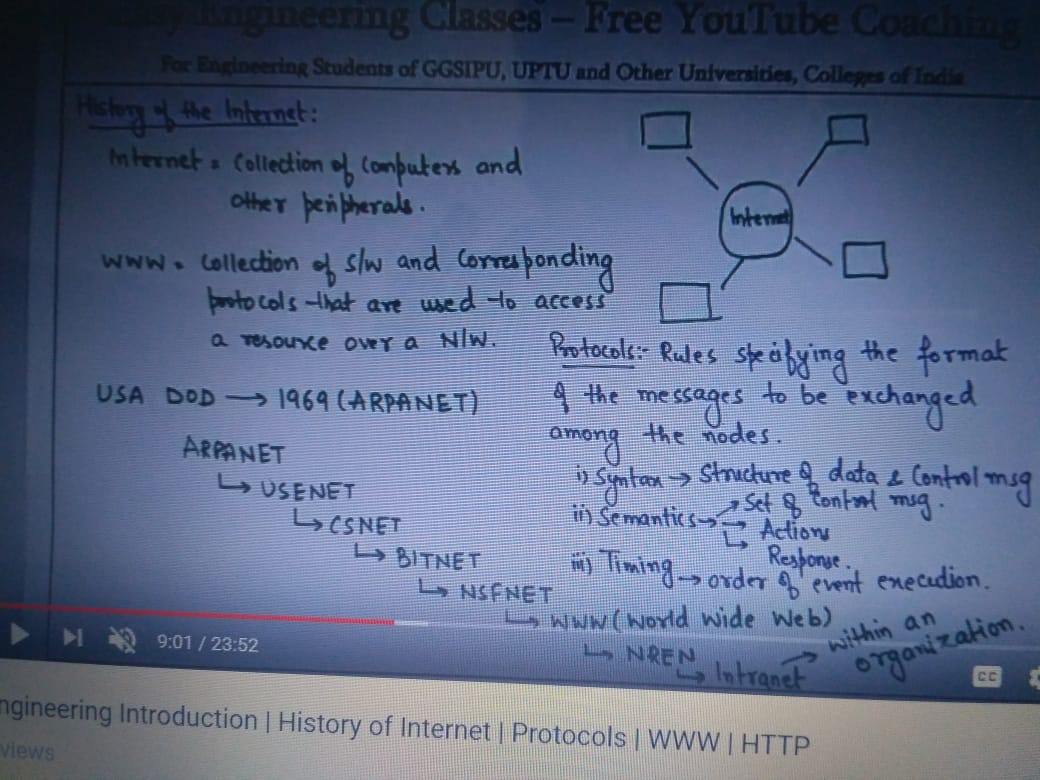 Easy Engineering Classes – Free YouTube Coaching
For Engineering Students of GGSIPU, UPTU and Other Universities, Colleges of India
History of the Internet:
Internet = Collection of Computers and
other peripherals.
WWW = Collection of S/w and Corresponding
protocols that are used to access
a resource over a N/W.
USA DOD → 1969 (ARPANET)
ARPANET
↳ USENET
↳ CSNET
↳ BITNET
↳ NSFNET
↳ WWW (World Wide Web)
↳ NREN
↳ Intranet → within an
organization.
Internet
Protocols:- Rules specifying the format
of the messages to be exchanged
among the nodes.
i) Syntax → Structure of data & Control msg
ii) Semantics → Set of Control msg.
→ Actions
↳ Response.
iii) Timing → order of event execution.
9:01 / 23:52
CC
ngineering Introduction | History of Internet | Protocols | WWW | HTTP
views